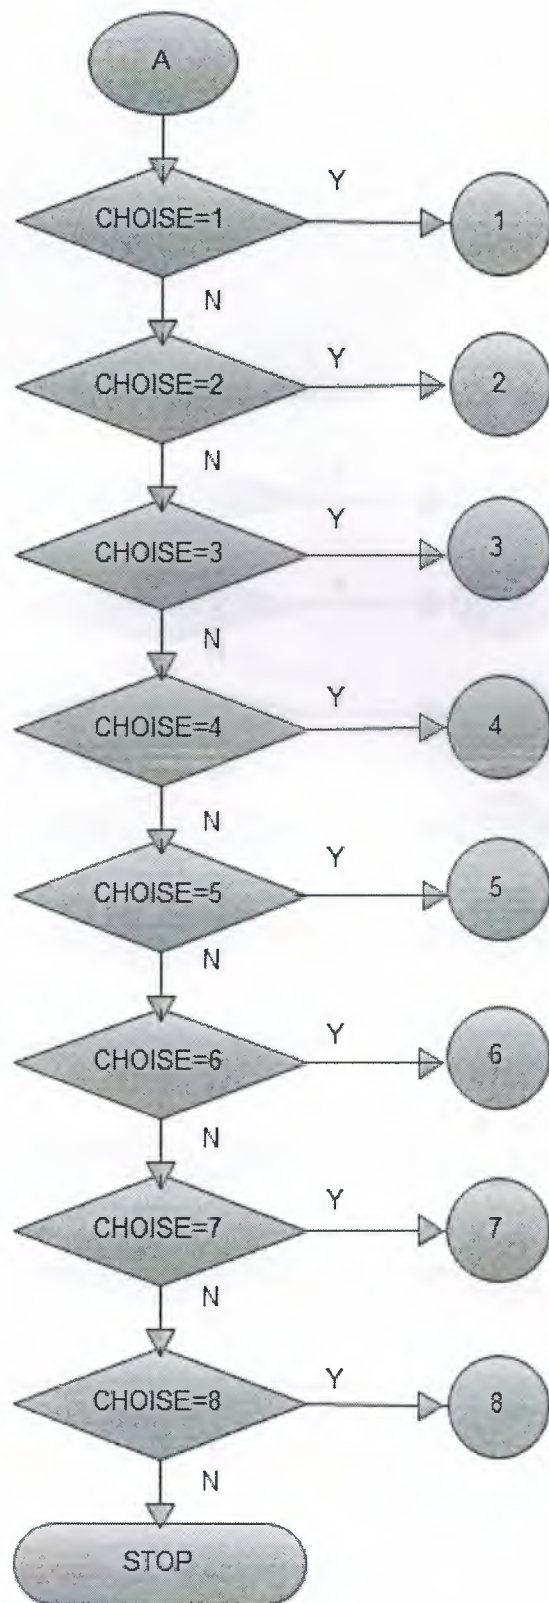 A
Y
CHOISE=1
1
N
Y
CHOISE=2
2
N
Y
CHOISE=3
3
N
Y
CHOISE=4
4
N
Y
CHOISE=5
5
N
Y
CHOISE=6
6
N
Y
CHOISE=7
7
N
Y
CHOISE=8
8
N
STOP